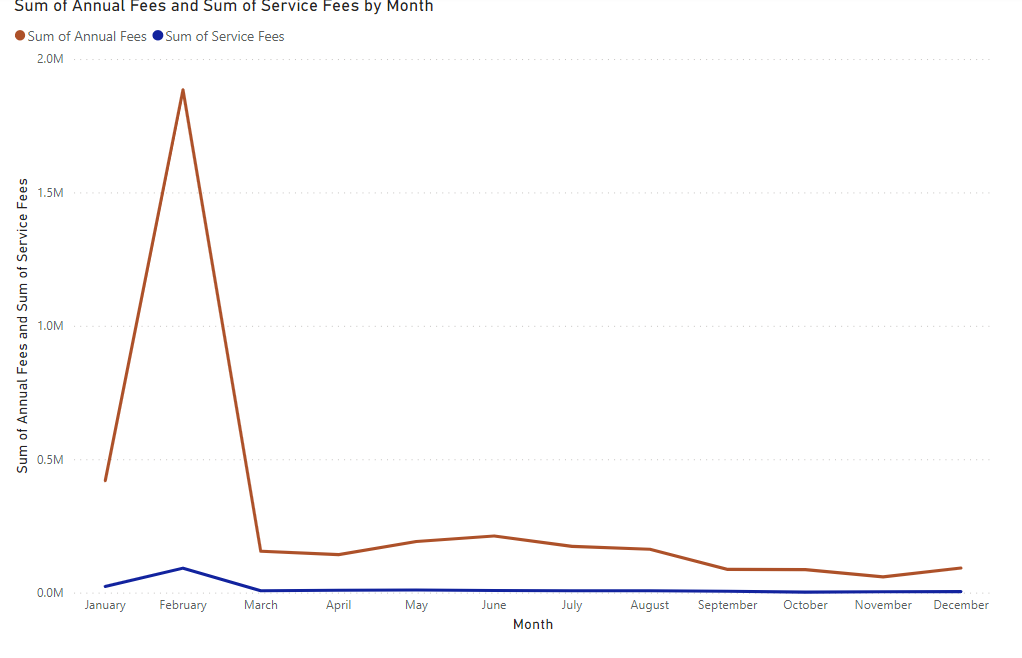 Sum of Annual Fees and Sum of Service Fees by Month
Sum of Annual Fees Sum of Service Fees
Sum of Annual Fees and Sum of Service Fees
2.0M
1.5M
1.0M
0.5M
0.0M
January February March April May June July August September October November December
Month